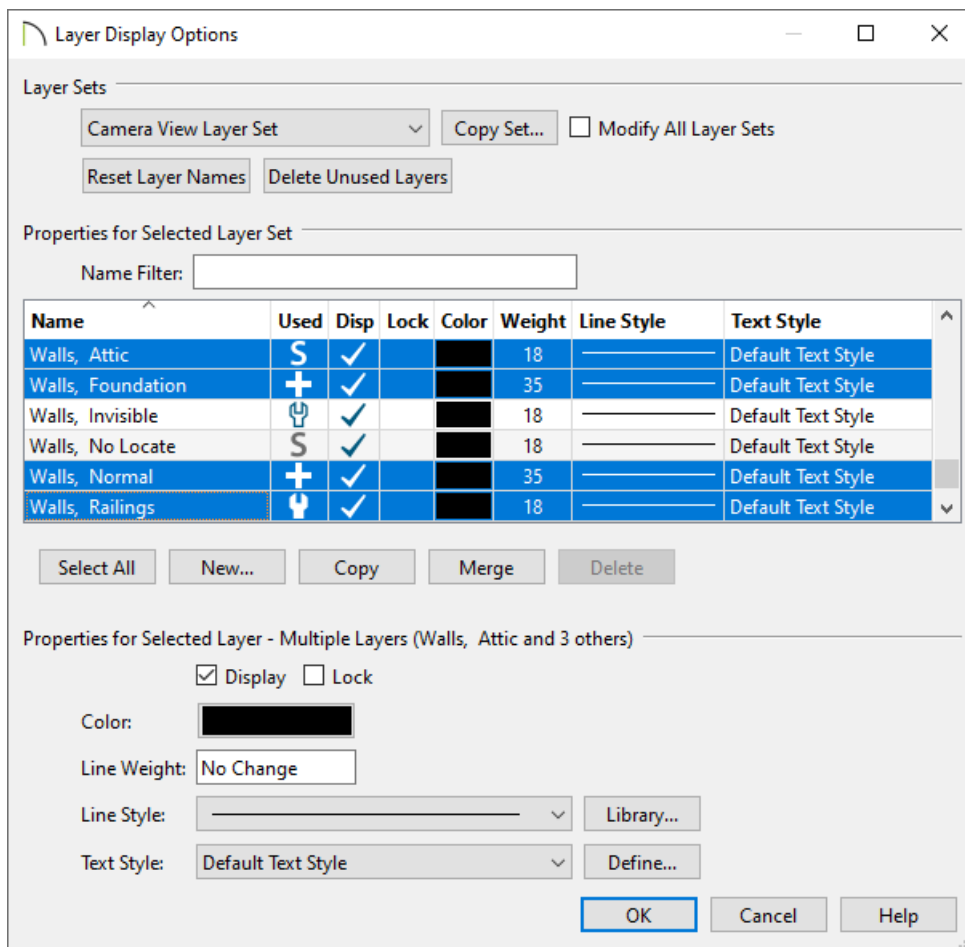 Layer Display Options
Layer Sets
Camera View Layer Set Copy Set... Modify All Layer Sets
Reset Layer Names Delete Unused Layers
Properties for Selected Layer Set
Name Filter:
Name Used Disp Lock Color Weight Line Style Text Style
Walls, Attic S 18 Default Text Style
Walls, Foundation 35 Default Text Style
Walls, Invisible 18 Default Text Style
Walls, No Locate S 18 Default Text Style
Walls, Normal 35 Default Text Style
Walls, Railings 18 Default Text Style
Select All New... Copy Merge Delete
Properties for Selected Layer - Multiple Layers (Walls, Attic and 3 others)
Display Lock
Color:
Line Weight: No Change
Line Style: Library...
Text Style: Default Text Style Define...
OK Cancel Help